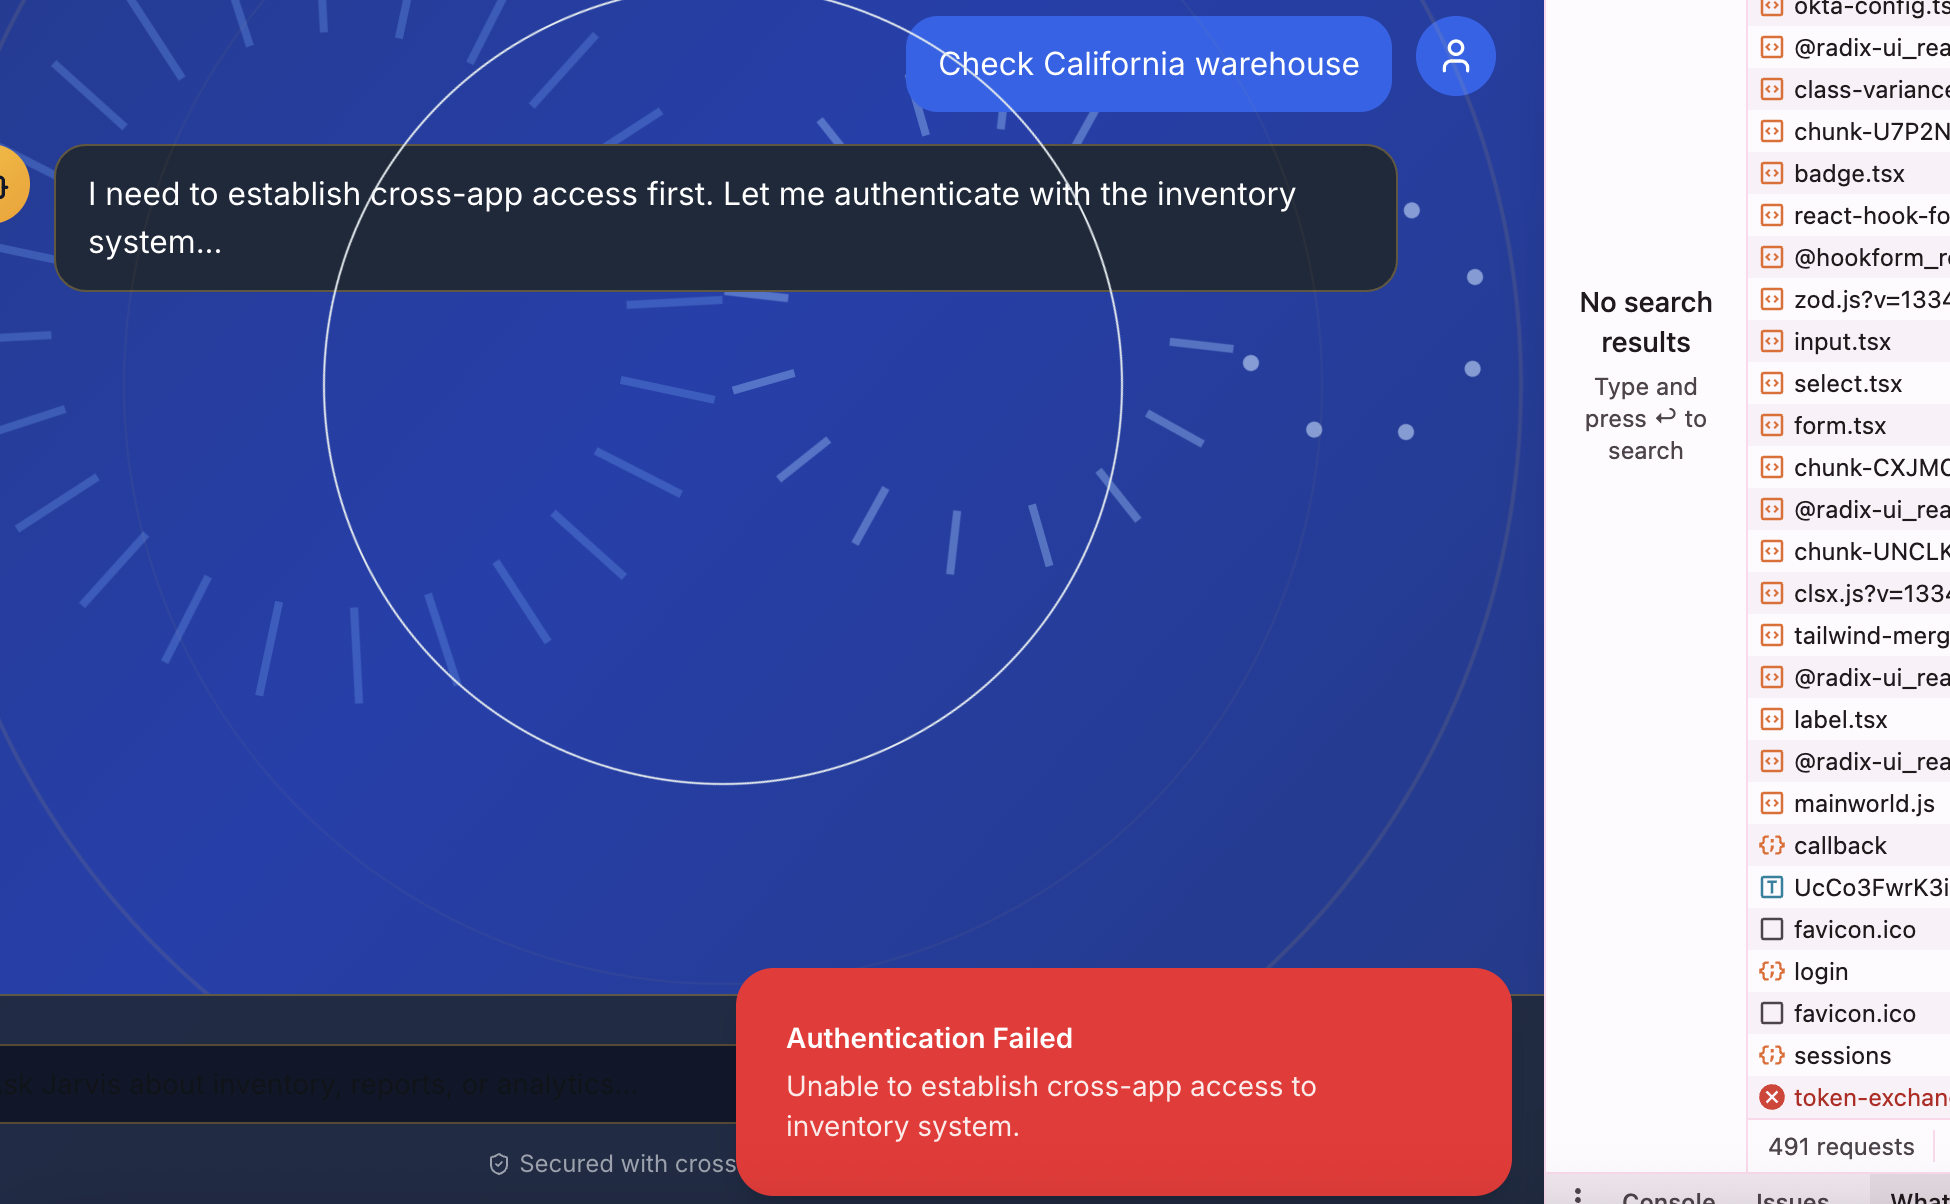 Check California warehouse
I need to establish cross-app access first. Let me authenticate with the inventory
system...
Authentication Failed
Unable to establish cross-app access to
inventory system.
sk Jarvis about inventory, reports, or analytics...
Secured with cross
No search
results
Type and
press ↩ to
search
okta-config.ts
@radix-ui_rea
class-variance
chunk-U7P2N
badge.tsx
react-hook-fo
@hookform_re
zod.js?v=1334
input.tsx
select.tsx
form.tsx
chunk-CXJMC
@radix-ui_rea
chunk-UNCLK
clsx.js?v=1334
tailwind-merg
@radix-ui_rea
label.tsx
@radix-ui_rea
mainworld.js
callback
UcCo3FwrK3i
favicon.ico
login
favicon.ico
sessions
token-exchan
491 requests
Console
Issues
What